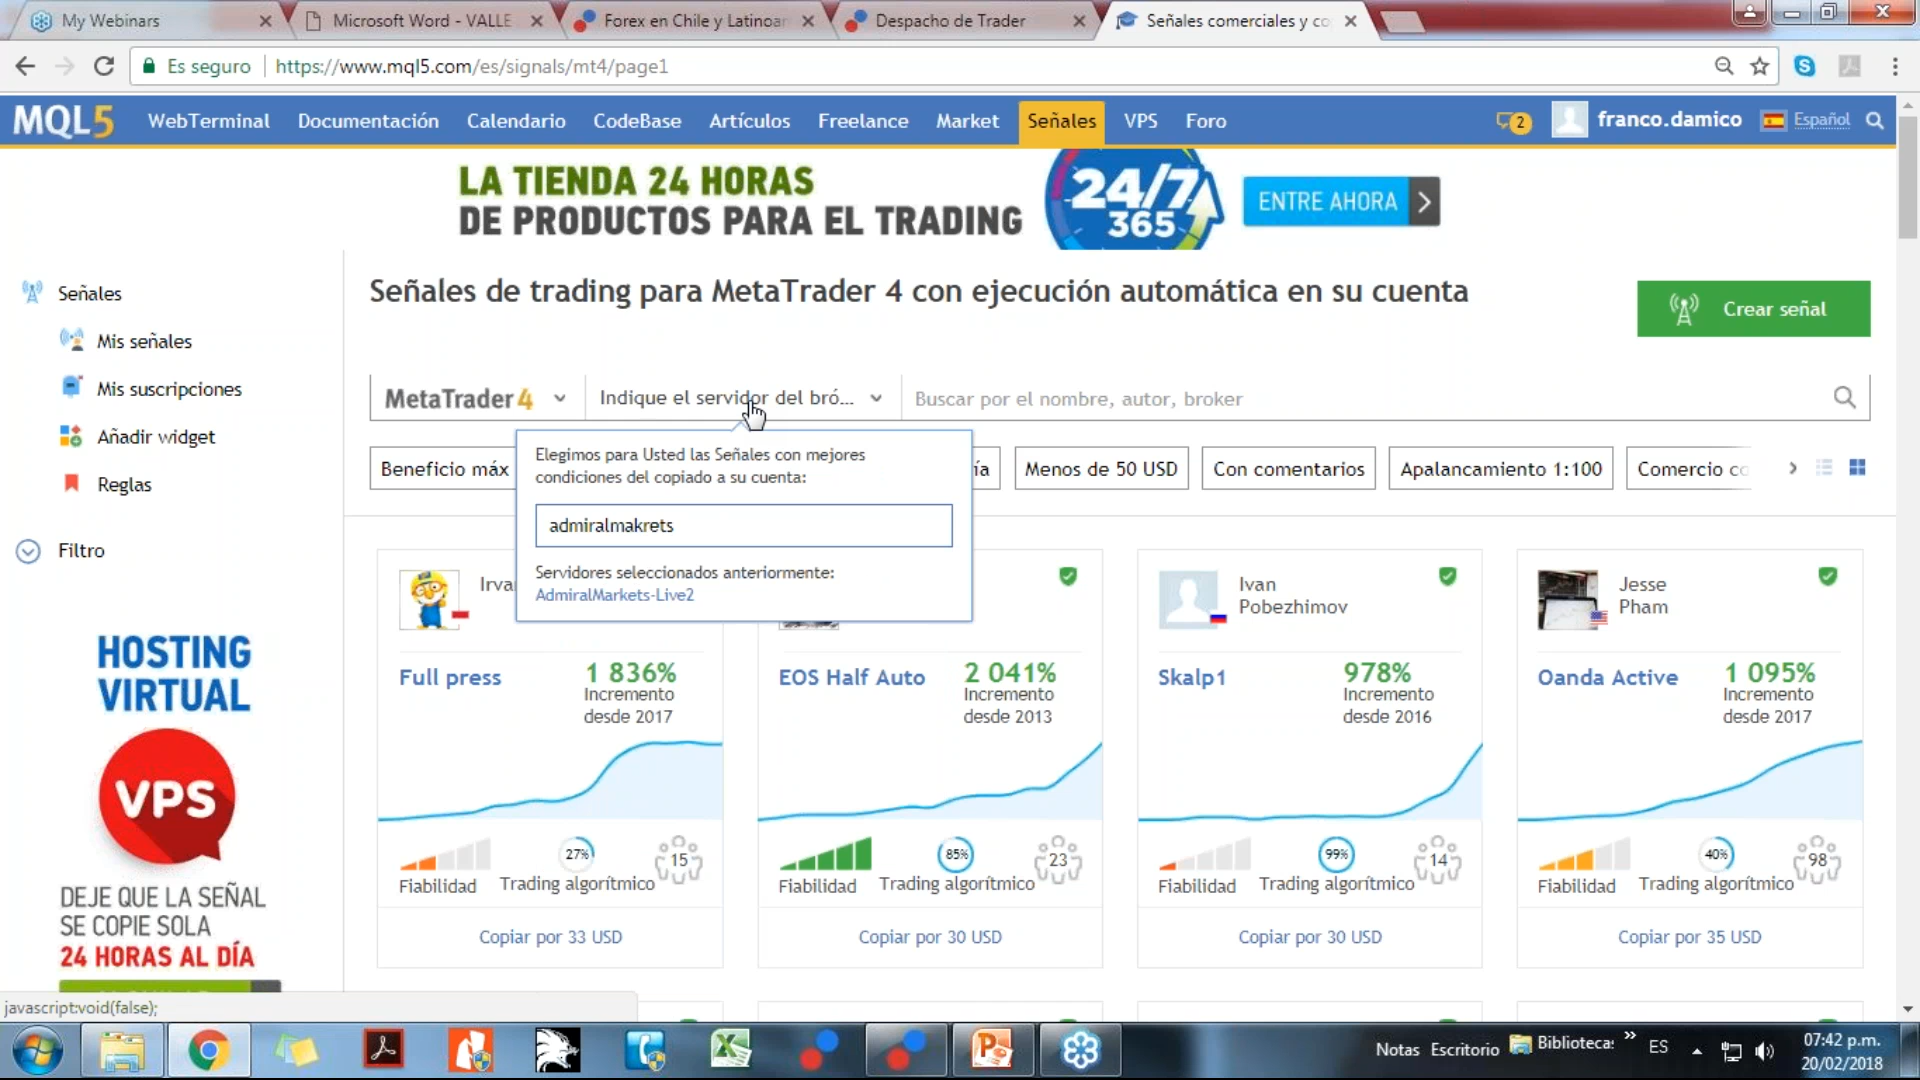 My Webinars
Microsoft Word - VALLE
Forex en Chile y Latinoar
Despacho de Trader
Señales comerciales y co
Es seguro
https://www.mql5.com/es/signals/mt4/page1
MQL5
WebTerminal
Documentación
Calendario
CodeBase
Artículos
Freelance
Market
Señales
VPS
Foro
2
franco.damico
Español
LA TIENDA 24 HORAS
DE PRODUCTOS PARA EL TRADING
24/7
365
ENTRE AHORA
Señales
Mis señales
Mis suscripciones
Añadir widget
Reglas
Filtro
HOSTING
VIRTUAL
VPS
DEJE QUE LA SEÑAL
SE COPIE SOLA
24 HORAS AL DÍA
Señales de trading para MetaTrader 4 con ejecución automática en su cuenta
Crear señal
MetaTrader 4
Indique el servidor del bró...
Buscar por el nombre, autor, broker
Beneficio máx
ía
Menos de 50 USD
Con comentarios
Apalancamiento 1:100
Comercio co
Elegimos para Usted las Señales con mejores
condiciones del copiado a su cuenta:
admiralmakrets
Servidores seleccionados anteriormente:
AdmiralMarkets-Live2
Irvan
Full press
1 836%
Incremento
desde 2017
Fiabilidad
27%
Trading algorítmico
15
Copiar por 33 USD
EOS Half Auto
2 041%
Incremento
desde 2013
Fiabilidad
85%
Trading algorítmico
23
Copiar por 30 USD
Ivan
Pobezhimov
Skalp1
978%
Incremento
desde 2016
Fiabilidad
99%
Trading algorítmico
14
Copiar por 30 USD
Jesse
Pham
Oanda Active
1 095%
Incremento
desde 2017
Fiabilidad
40%
Trading algorítmico
98
Copiar por 35 USD
javascript:void(false);
Notas
Escritorio
Bibliotecas
ES
07:42 p.m.
20/02/2018